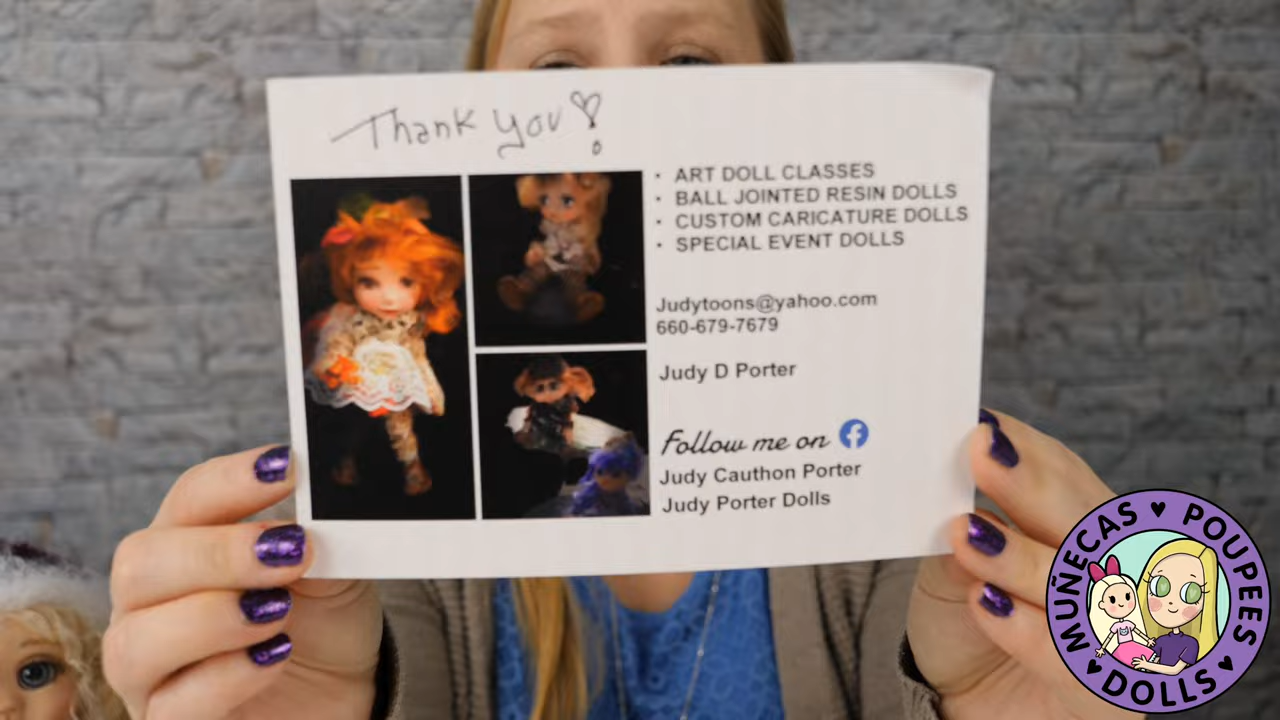 Thank you!
• ART DOLL CLASSES
• BALL JOINTED RESIN DOLLS
• CUSTOM CARICATURE DOLLS
• SPECIAL EVENT DOLLS
Judytoons@yahoo.com
660-679-7679
Judy D Porter
Follow me on
Judy Cauthon Porter
Judy Porter Dolls
MUÑECAS ♥ POUPEES ♥ DOLLS ♥